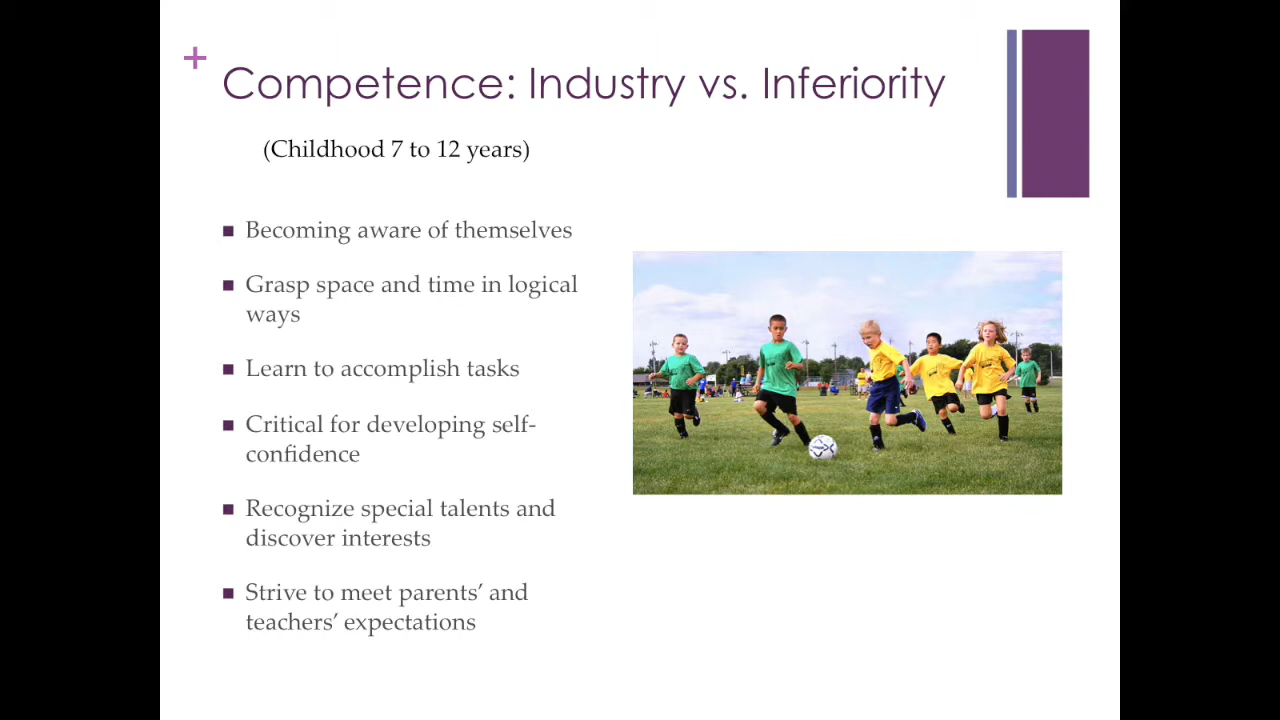 +
Competence: Industry vs. Inferiority
(Childhood 7 to 12 years)
■ Becoming aware of themselves
■ Grasp space and time in logical
ways
■ Learn to accomplish tasks
■ Critical for developing self-
confidence
■ Recognize special talents and
discover interests
■ Strive to meet parents’ and
teachers’ expectations